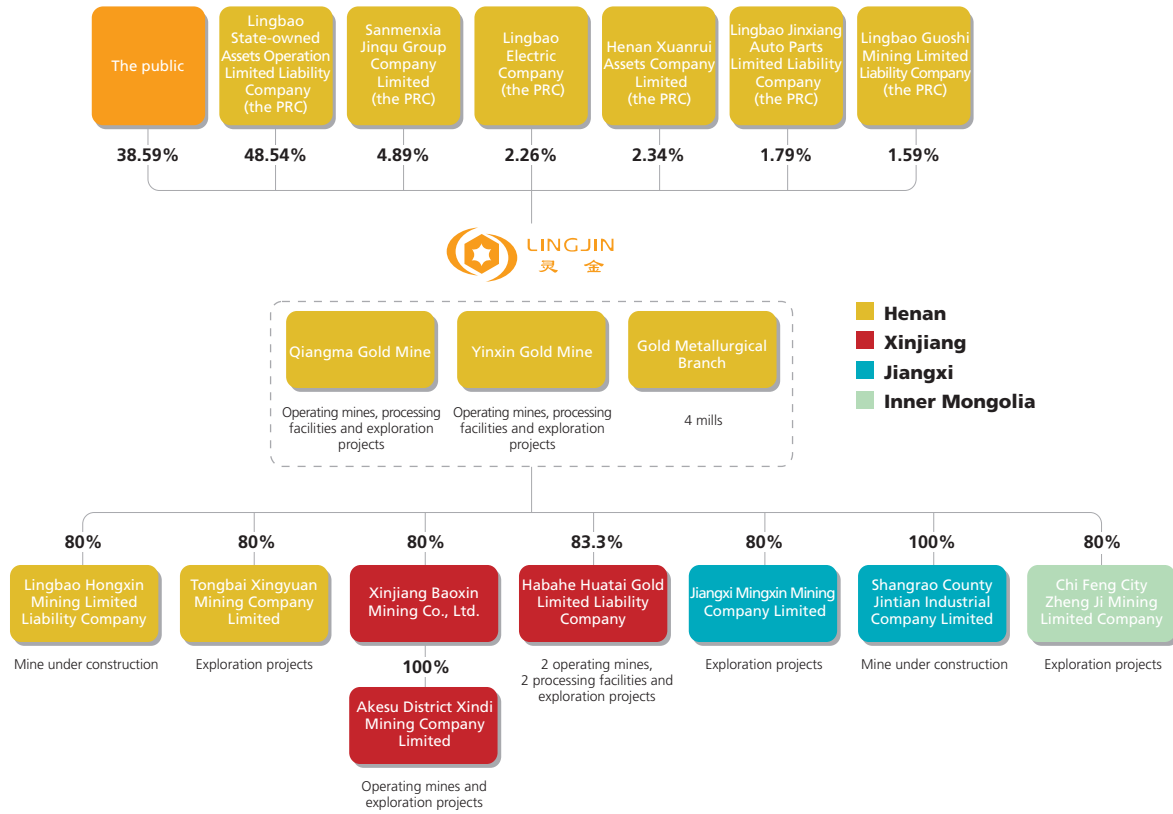 The public
Lingbao
State-owned
Assets Operation
Limited Liability
Company
(the PRC)
Sanmenxia
Jinqu Group
Company
Limited
(the PRC)
Lingbao
Electric
Company
(the PRC)
Henan Xuanrui
Assets Company
Limited
(the PRC)
Lingbao Jinxiang
Auto Parts
Limited Liability
Company
(the PRC)
Lingbao Guoshi
Mining Limited
Liability Company
(the PRC)
38.59%
48.54%
4.89%
2.26%
2.34%
1.79%
1.59%
LINGJIN
灵金
Henan
Xinjiang
Jiangxi
Inner Mongolia
Qiangma Gold Mine
Operating mines, processing
facilities and exploration
projects
Yinxin Gold Mine
Operating mines, processing
facilities and exploration
projects
Gold Metallurgical
Branch
4 mills
80%
Lingbao Hongxin
Mining Limited
Liability Company
Mine under construction
80%
Tongbai Xingyuan
Mining Company
Limited
Exploration projects
80%
Xinjiang Baoxin
Mining Co., Ltd.
100%
Akesu District Xindi
Mining Company
Limited
Operating mines and
exploration projects
83.3%
Habahe Huatai Gold
Limited Liability
Company
2 operating mines,
2 processing facilities and
exploration projects
80%
Jiangxi Mingxin Mining
Company Limited
Exploration projects
100%
Shangrao County
Jintian Industrial
Company Limited
Mine under construction
80%
Chi Feng City
Zheng Ji Mining
Limited Company
Exploration projects